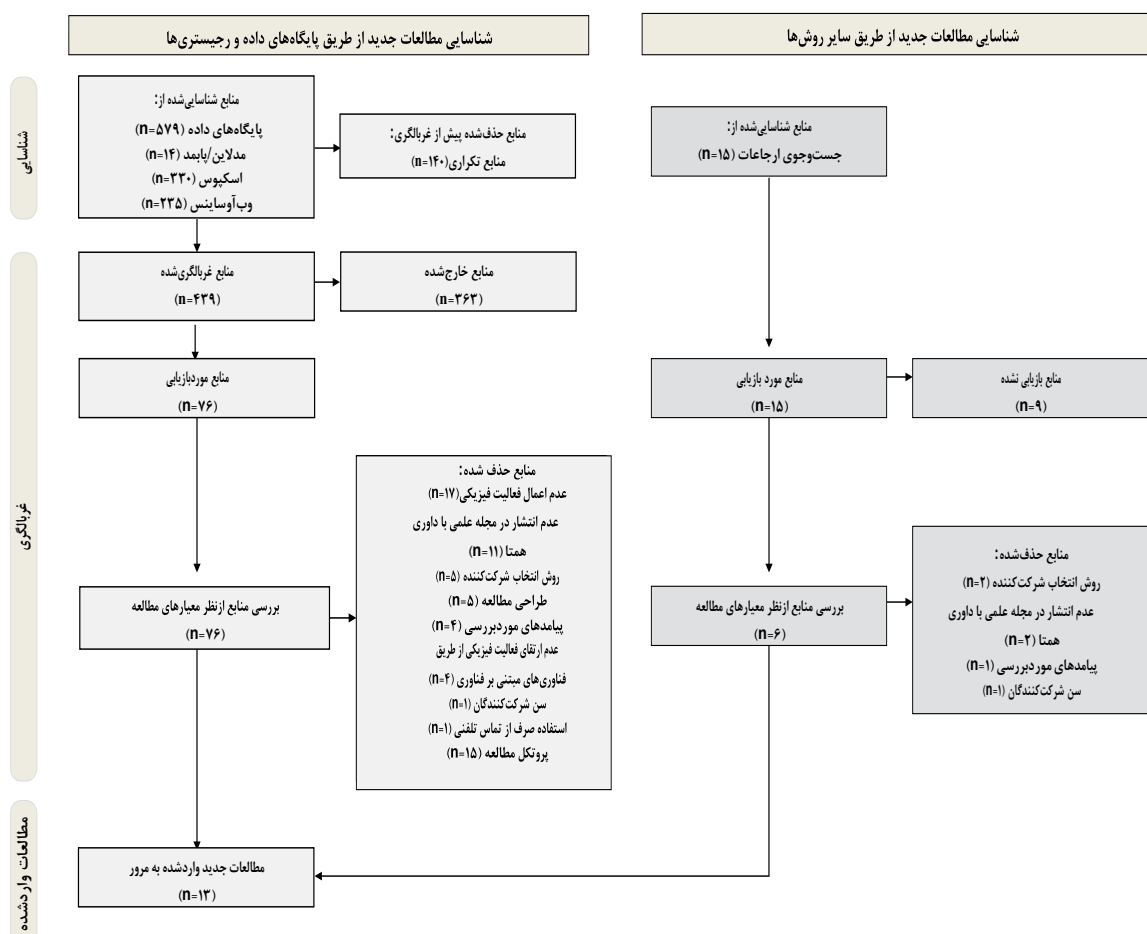 شناسایی مطالعات جدید از طریق پایگاه‌های داده و رجیستری‌ها
شناسایی مطالعات جدید از طریق سایر روش‌ها
شناسایی
منابع شناسایی‌شده از:
پایگاه‌های داده (n=۵۷۹)
مدلاین/پابمد (n=۱۴)
اسکپوس (n=۳۳۰)
وب‌آوساینس (n=۲۳۵)
منابع حذف‌شده پیش از غربالگری:
منابع تکراری(n=۱۴۰)
منابع شناسایی‌شده از:
جست‌وجوی ارجاعات (n=۱۵)
غربالگری
منابع غربالگری‌شده
(n=۴۳۹)
منابع خارج‌شده
(n=۳۶۳)
منابع موردبازیابی
(n=۷۶)
منابع مورد بازیابی
(n=۱۵)
منابع بازیابی نشده
(n=۹)
بررسی منابع ازنظر معیارهای مطالعه
(n=۷۶)
منابع حذف شده:
عدم اعمال فعالیت فیزیکی(n=۱۷)
عدم انتشار در مجله علمی با داوری
همتا (n=۱۱)
روش انتخاب شرکت‌کننده (n=۵)
طراحی مطالعه (n=۵)
پیامدهای موردبررسی (n=۴)
عدم ارتقای فعالیت فیزیکی از طریق
فناوری‌های مبتنی بر فناوری (n=۴)
سن شرکت‌کنندگان (n=۱)
استفاده صرف از تماس تلفنی (n=۱)
پروتکل مطالعه (n=۱۵)
بررسی منابع ازنظر معیارهای مطالعه
(n=۶)
منابع حذف‌شده:
روش انتخاب شرکت‌کننده (n=۲)
عدم انتشار در مجله علمی با داوری
همتا (n=۲)
پیامدهای موردبررسی (n=۱)
سن شرکت‌کنندگان (n=۱)
مطالعات واردشده
مطالعات جدید واردشده به مرور
(n=۱۳)